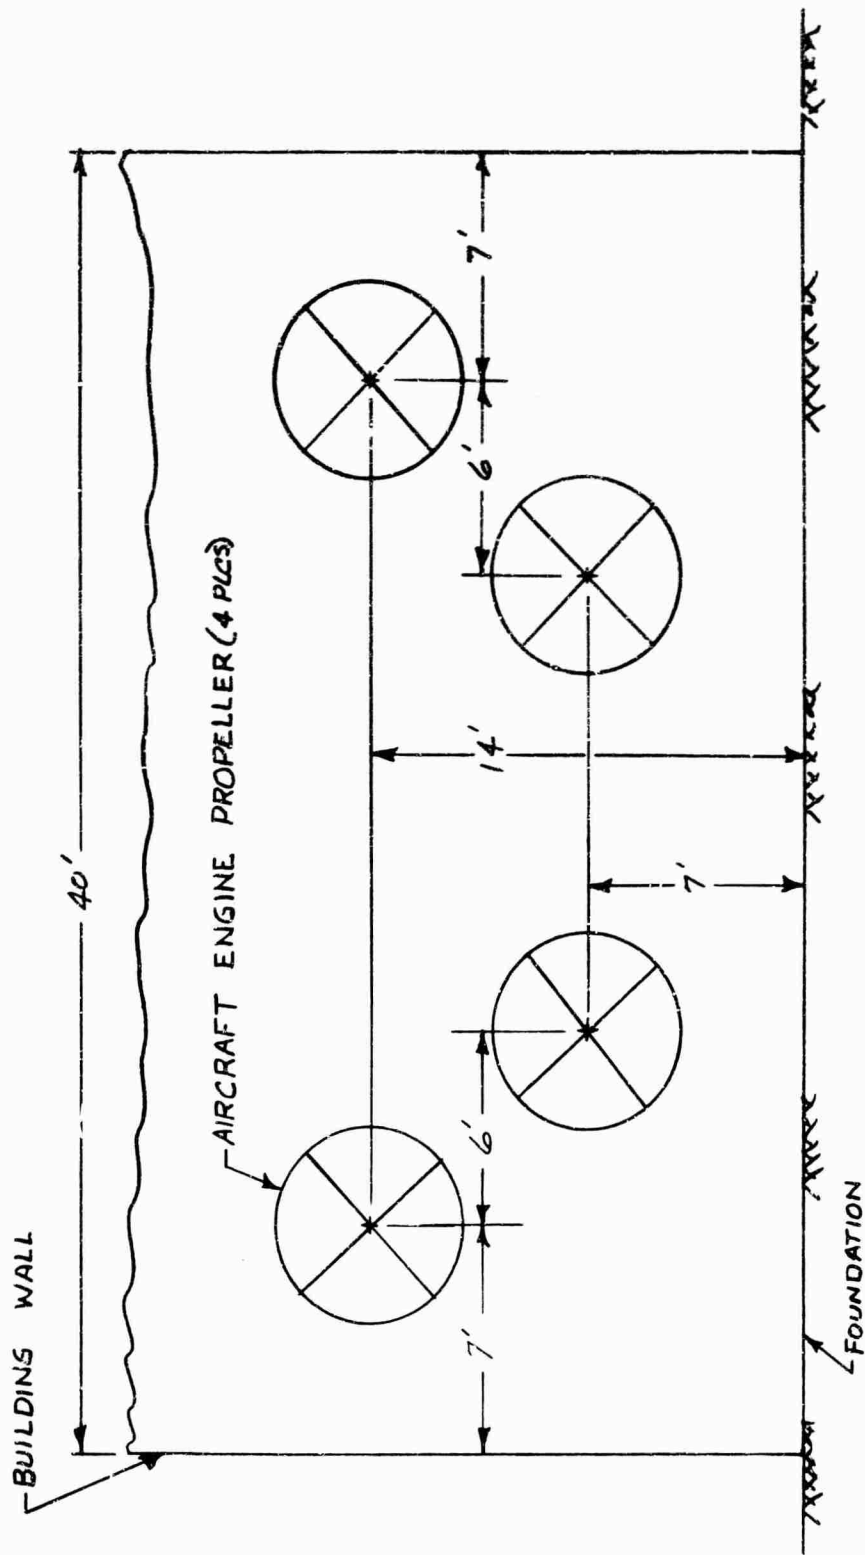 BUILDING WALL
40'
AIRCRAFT ENGINE PROPELLER (4 PLCS)
7'
6'
6'
7'
14'
7'
FOUNDATION